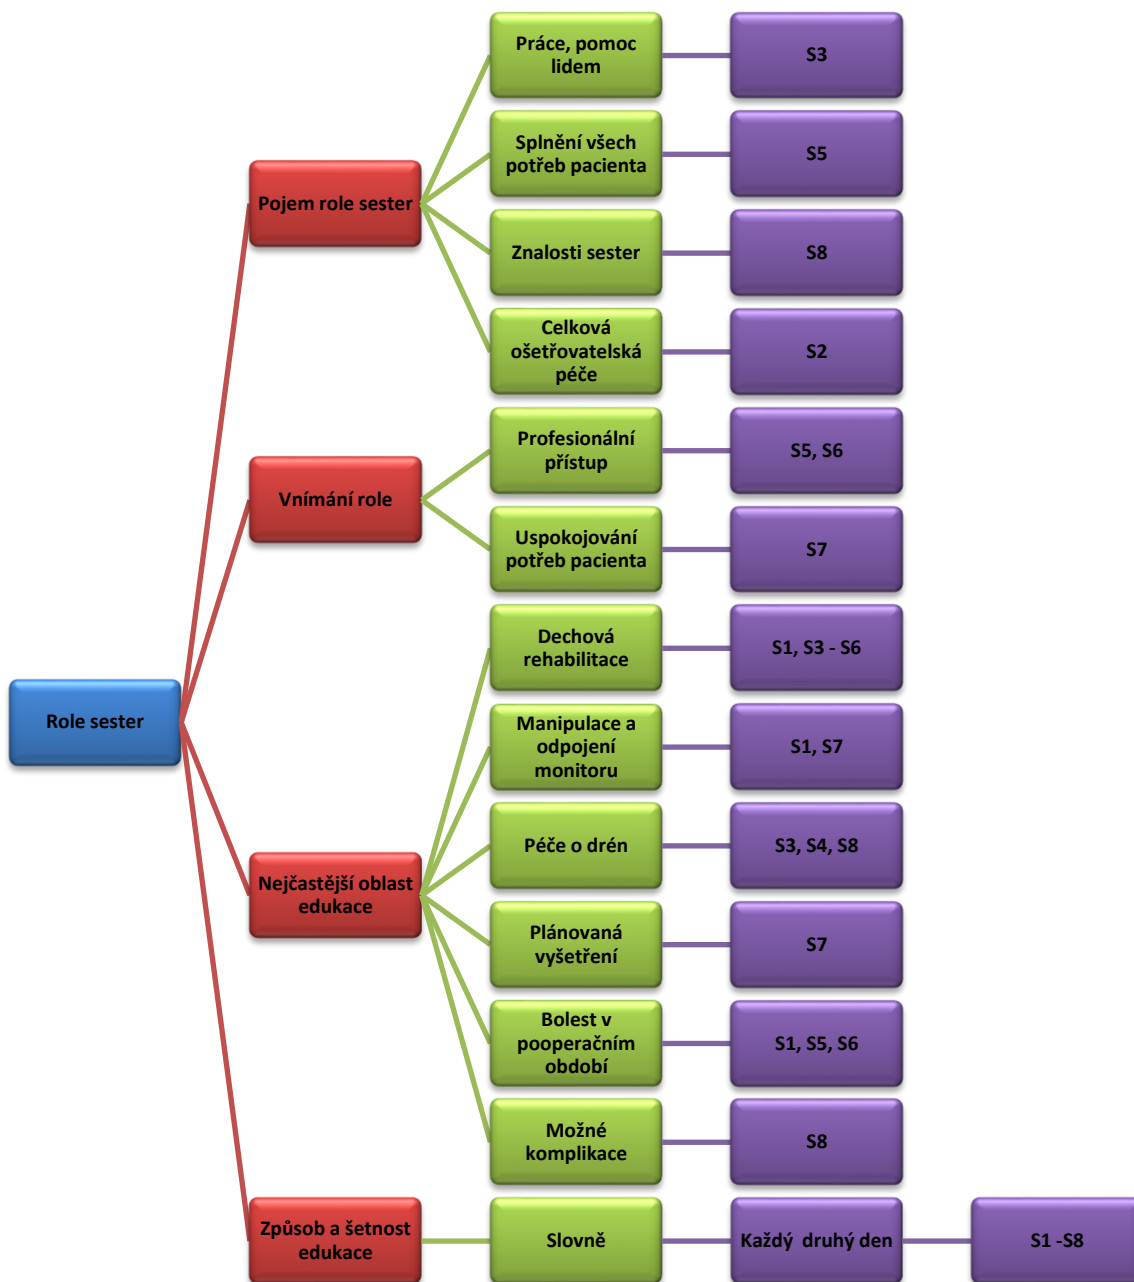 Práce, pomoc
lidem
S3
Splnění všech
potřeb pacienta
S5
Pojem role sester
Znalosti sester
S8
Celková
ošetřovatelská
péče
S2
Profesionální
přístup
S5, S6
Vnímání role
Uspokojování
potřeb pacienta
S7
Dechová
rehabilitace
S1, S3 - S6
Role sester
Manipulace a
odpojení
monitoru
S1, S7
Péče o drén
S3, S4, S8
Nejčastější oblast
edukace
Plánovaná
vyšetření
S7
Bolest v
pooperačním
období
S1, S5, S6
Možné
komplikace
S8
Způsob a šetnost
edukace
Slovně
Každý  druhý den
S1 -S8